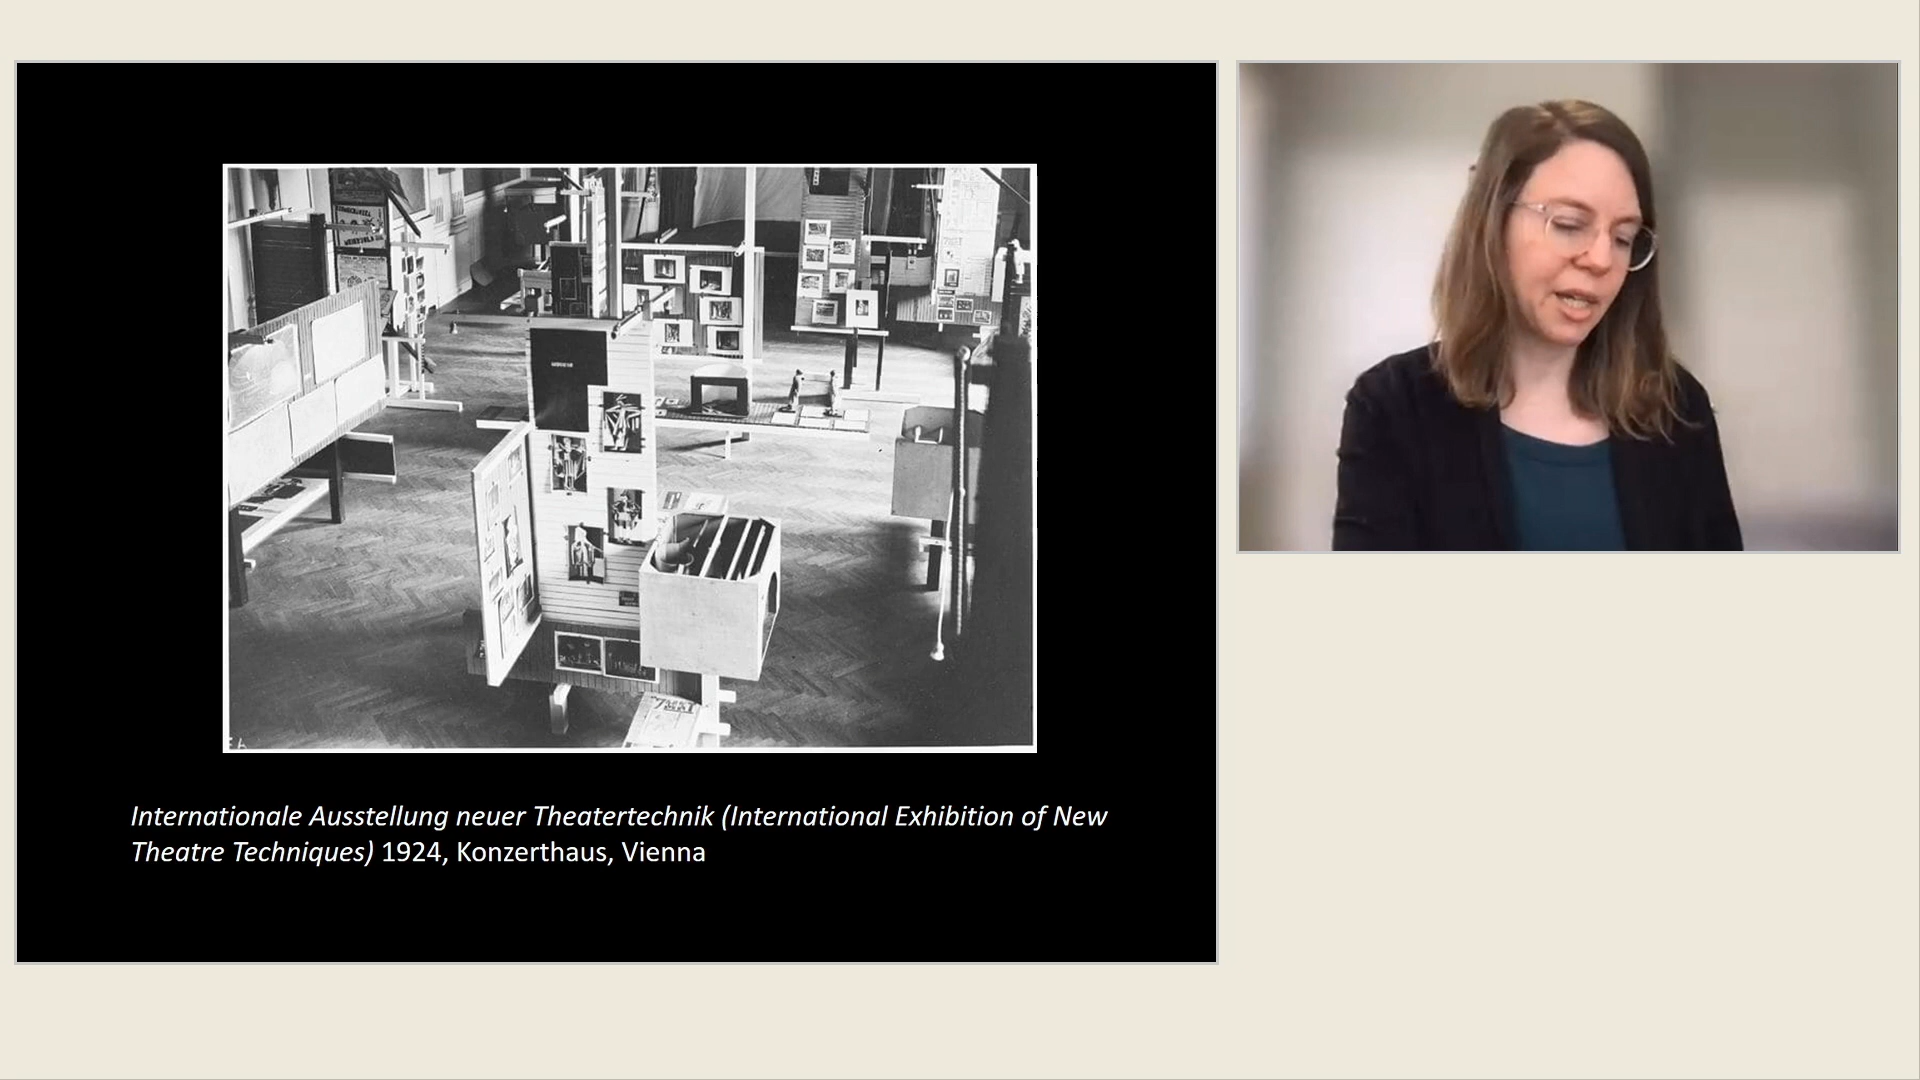 Internationale Ausstellung neuer Theatertechnik (International Exhibition of New
Theatre Techniques) 1924, Konzerthaus, Vienna